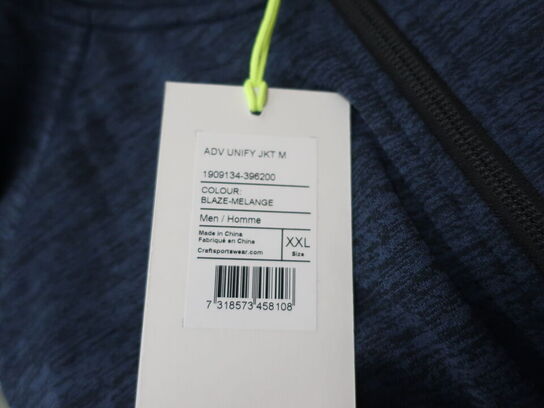 ADV UNIFY JKT M
1909134-396200
COLOUR:
BLAZE-MELANGE
Men / Homme
Made in China
Fabriqué en China
Craftsportswear.com
XXL
Size
7 318573 458108